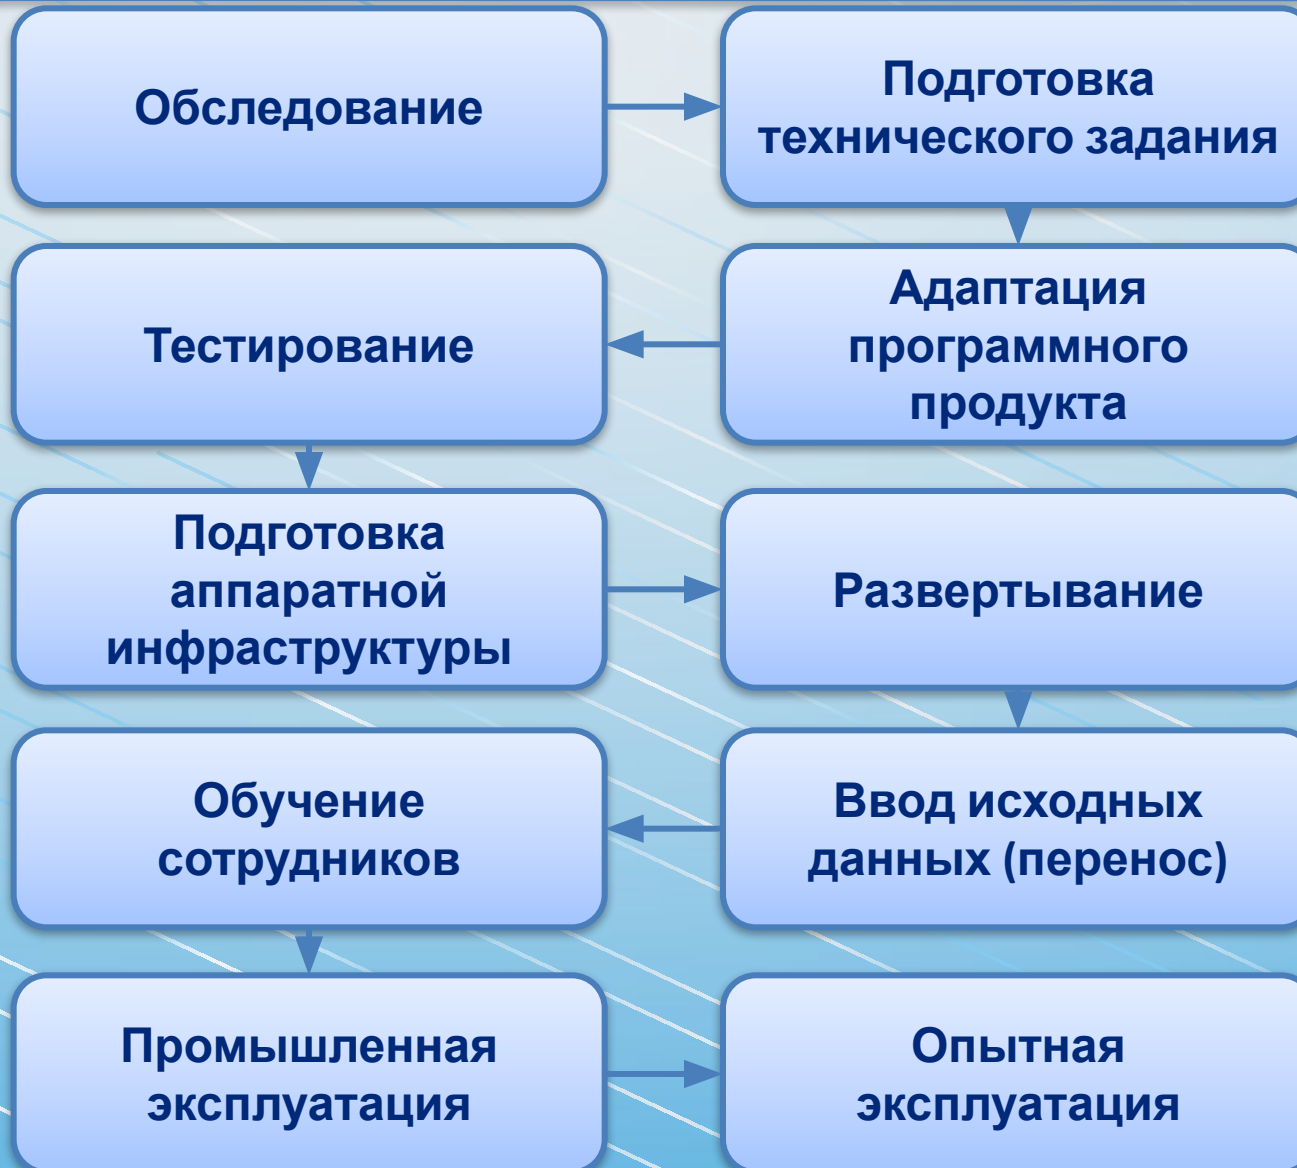 Обследование
Подготовка
технического задания
Тестирование
Адаптация
программного
продукта
Подготовка
аппаратной
инфраструктуры
Развертывание
Обучение
сотрудников
Ввод исходных
данных (перенос)
Промышленная
эксплуатация
Опытная
эксплуатация